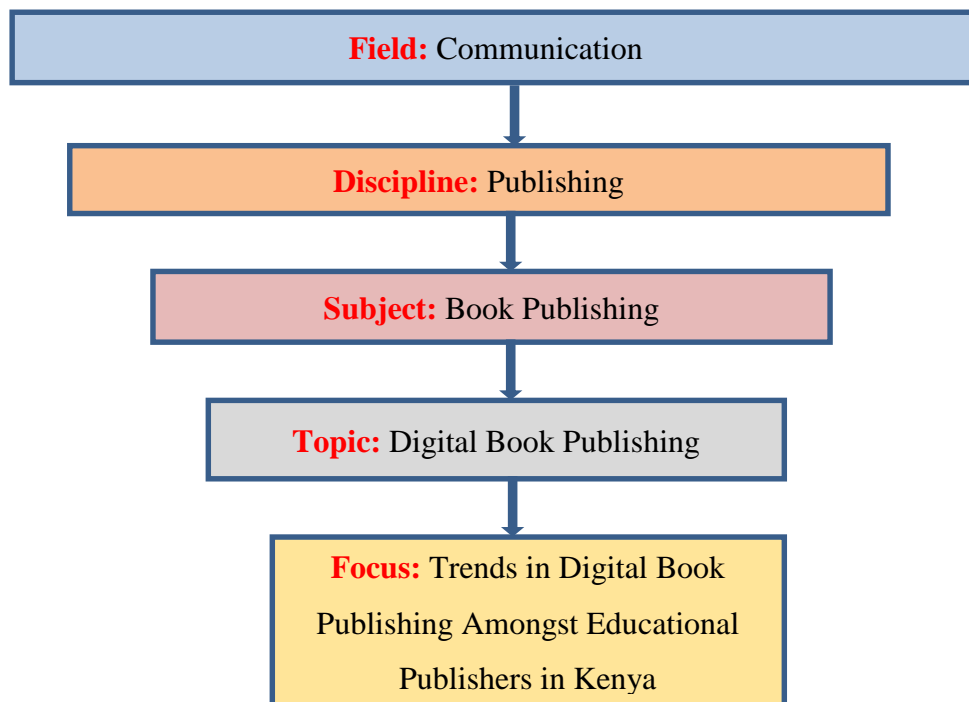 Field: Communication
Discipline: Publishing
Subject: Book Publishing
Topic: Digital Book Publishing
Focus: Trends in Digital Book
Publishing Amongst Educational
Publishers in Kenya